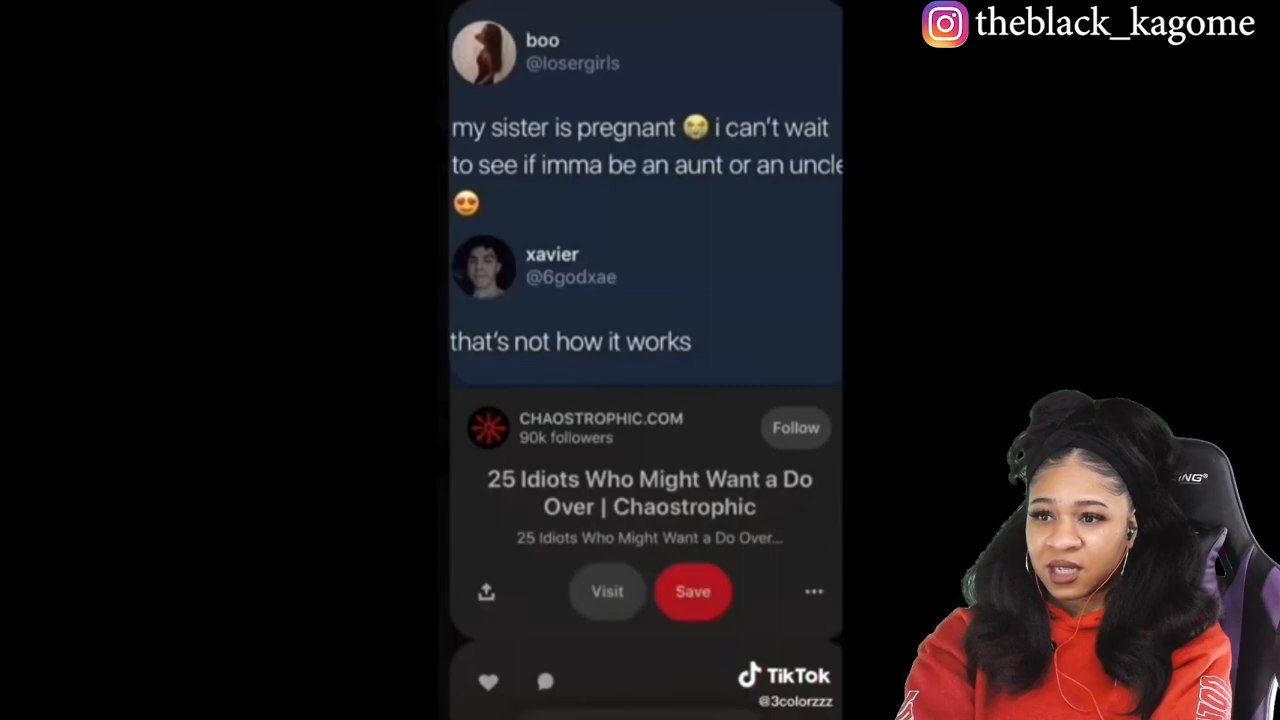 theblack_kagome
boo
@losergirls
my sister is pregnant 😭 i can't wait
to see if imma be an aunt or an uncle
😍
xavier
@6godxae
that's not how it works
CHAOSTROPHIC.COM
90k followers
Follow
25 Idiots Who Might Want a Do
Over | Chaostrophic
25 Idiots Who Might Want a Do Over...
Visit
Save
TikTok
@3colorzzz